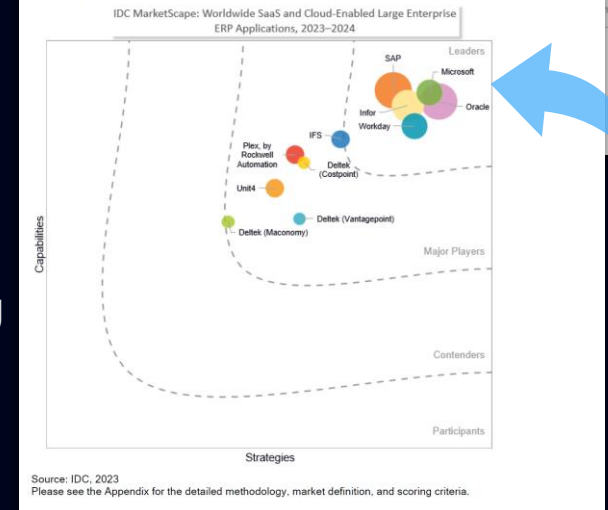 IDC MarketScape: Worldwide SaaS and Cloud-Enabled Large Enterprise
ERP Applications, 2023–2024
Leaders
SAP
Microsoft
Oracle
Infor
Workday
IFS
Plex, by
Rockwell
Automation
Deltek
(Costpoint)
Unit4
Deltek (Vantagepoint)
Deltek (Maconomy)
Capabilities
Major Players
Contenders
Participants
Strategies
Source: IDC, 2023
Please see the Appendix for the detailed methodology, market definition, and scoring criteria.